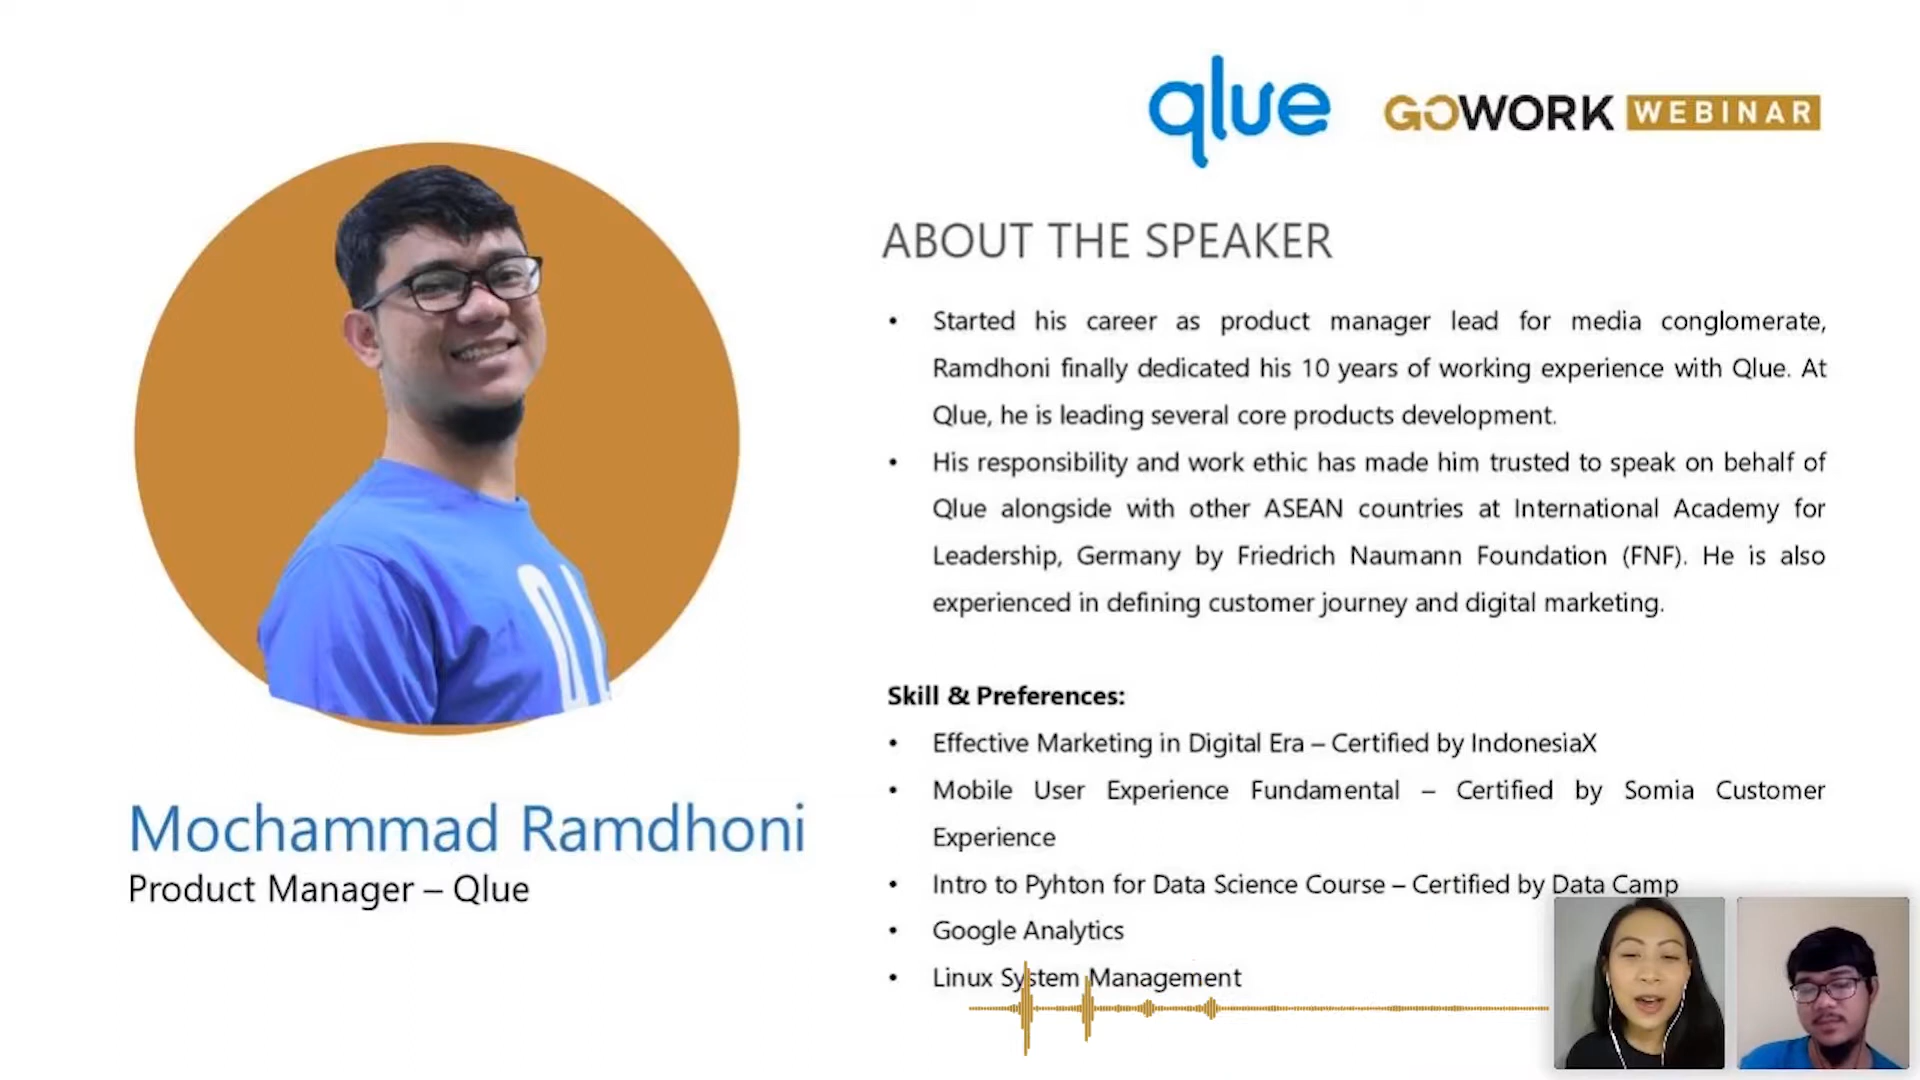 qlue
GOWORK WEBINAR
ABOUT THE SPEAKER
• Started his career as product manager lead for media conglomerate,
Ramdhoni finally dedicated his 10 years of working experience with Qlue. At
Qlue, he is leading several core products development.
• His responsibility and work ethic has made him trusted to speak on behalf of
Qlue alongside with other ASEAN countries at International Academy for
Leadership, Germany by Friedrich Naumann Foundation (FNF). He is also
experienced in defining customer journey and digital marketing.
Skill & Preferences:
• Effective Marketing in Digital Era – Certified by IndonesiaX
• Mobile User Experience Fundamental – Certified by Somia Customer
Experience
• Intro to Pyhton for Data Science Course – Certified by Data Camp
• Google Analytics
• Linux System Management
Mochammad Ramdhoni
Product Manager – Qlue